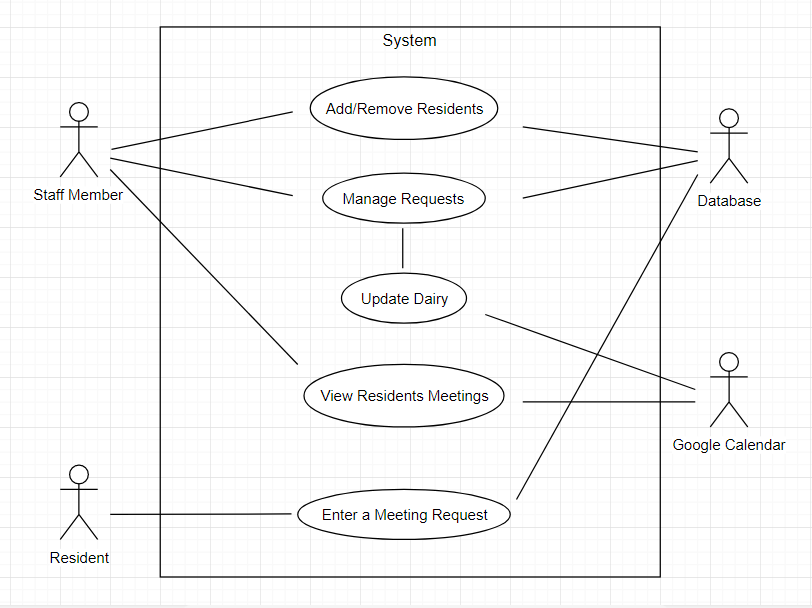 System
Add/Remove Residents
Staff Member
Manage Requests
Database
Update Dairy
View Residents Meetings
Google Calendar
Enter a Meeting Request
Resident